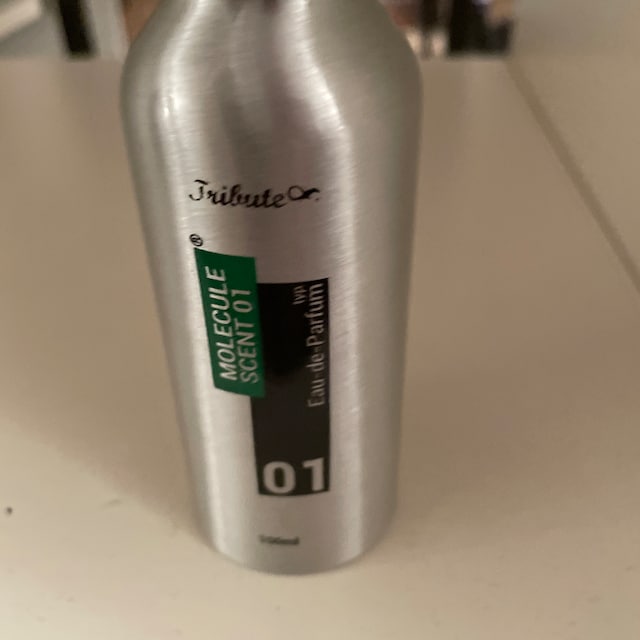 Tribute
®
MOLECULE
SCENT 01
typ
Eau-de-Parfum
01